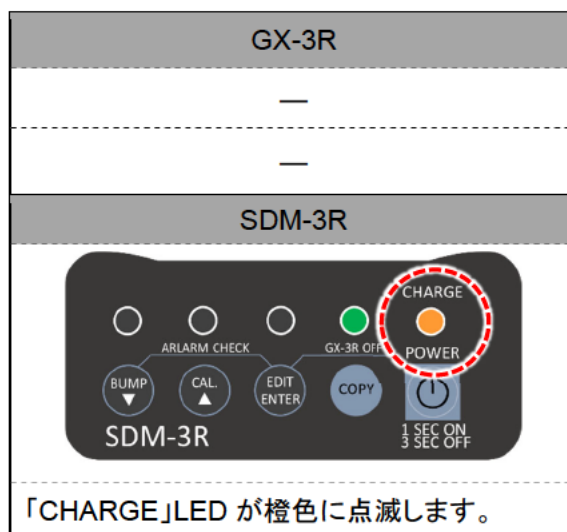 GX-3R
—
—
SDM-3R
CHARGE
ARLARM CHECK
GX-3R OFF
POWER
BUMP
▼
CAL.
▲
EDIT
ENTER
COPY
1 SEC ON
3 SEC OFF
SDM-3R
「CHARGE」LED が橙色に点滅します。